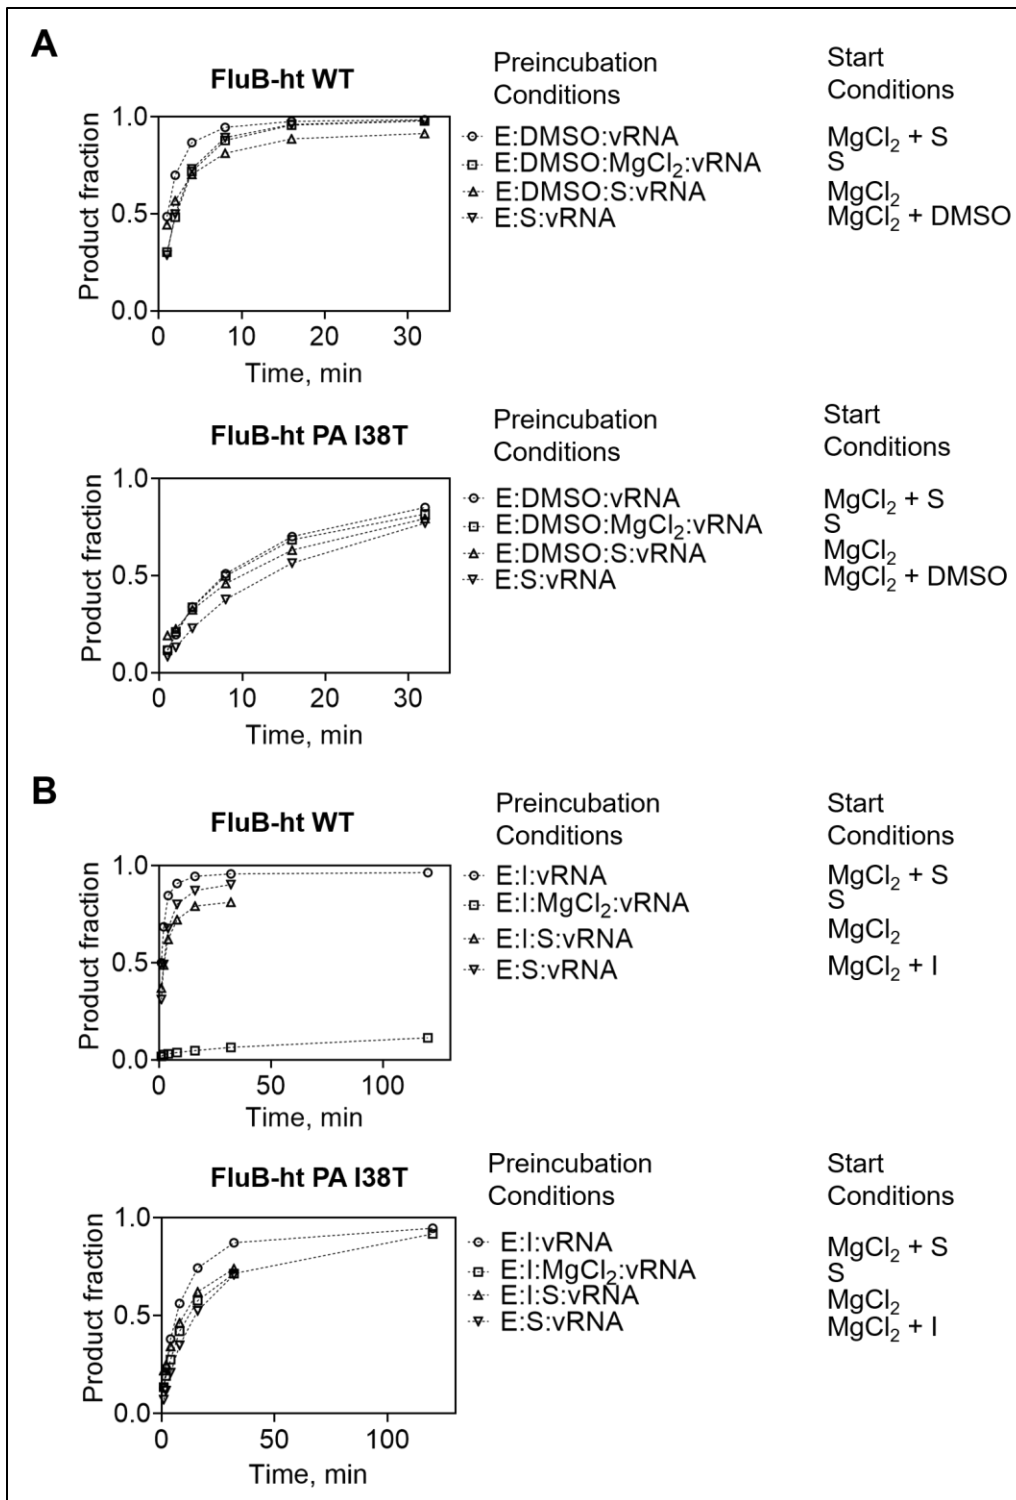 A
FluB-ht WT
Preincubation
Conditions
Start
Conditions
Product fraction
1.0
0.5
0.0
0 10 20 30
Time, min
E:DMSO:vRNA MgCl2 + S
E:DMSO:MgCl2:vRNA S
E:DMSO:S:vRNA MgCl2
E:S:vRNA MgCl2 + DMSO
FluB-ht PA I38T
Preincubation
Conditions
Start
Conditions
Product fraction
1.0
0.5
0.0
0 10 20 30
Time, min
E:DMSO:vRNA MgCl2 + S
E:DMSO:MgCl2:vRNA S
E:DMSO:S:vRNA MgCl2
E:S:vRNA MgCl2 + DMSO
B
FluB-ht WT
Preincubation
Conditions
Start
Conditions
Product fraction
1.0
0.5
0.0
0 50 100
Time, min
E:I:vRNA MgCl2 + S
E:I:MgCl2:vRNA S
E:I:S:vRNA MgCl2
E:S:vRNA MgCl2 + I
FluB-ht PA I38T
Preincubation
Conditions
Start
Conditions
Product fraction
1.0
0.5
0.0
0 50 100
Time, min
E:I:vRNA MgCl2 + S
E:I:MgCl2:vRNA S
E:I:S:vRNA MgCl2
E:S:vRNA MgCl2 + I